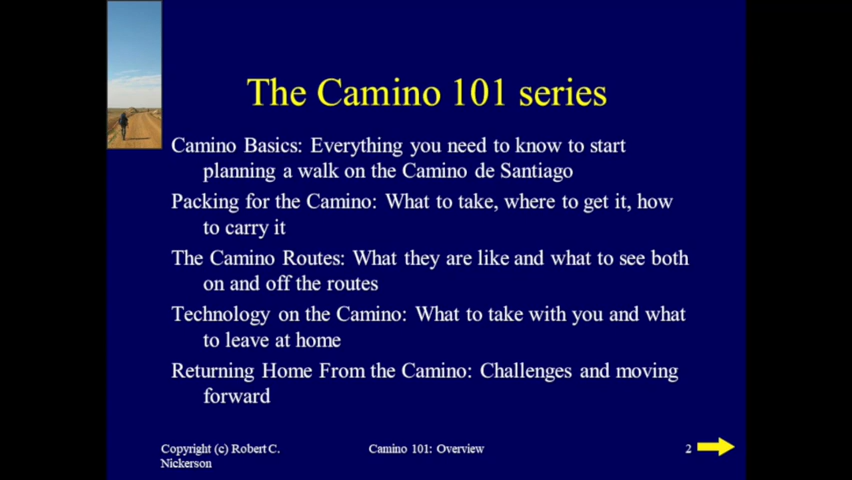 The Camino 101 series
Camino Basics: Everything you need to know to start
planning a walk on the Camino de Santiago
Packing for the Camino: What to take, where to get it, how
to carry it
The Camino Routes: What they are like and what to see both
on and off the routes
Technology on the Camino: What to take with you and what
to leave at home
Returning Home From the Camino: Challenges and moving
forward
Copyright (c) Robert C.
Nickerson
Camino 101: Overview
2